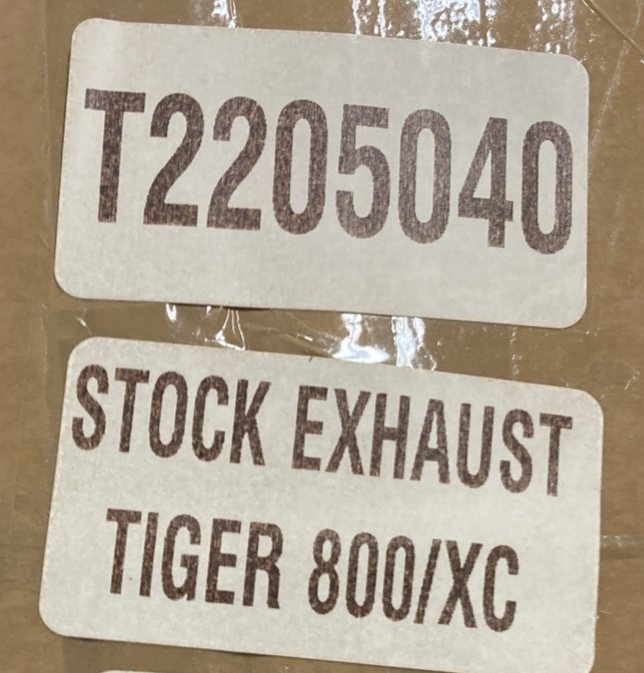 T2205040
STOCK EXHAUST
TIGER 800/XC